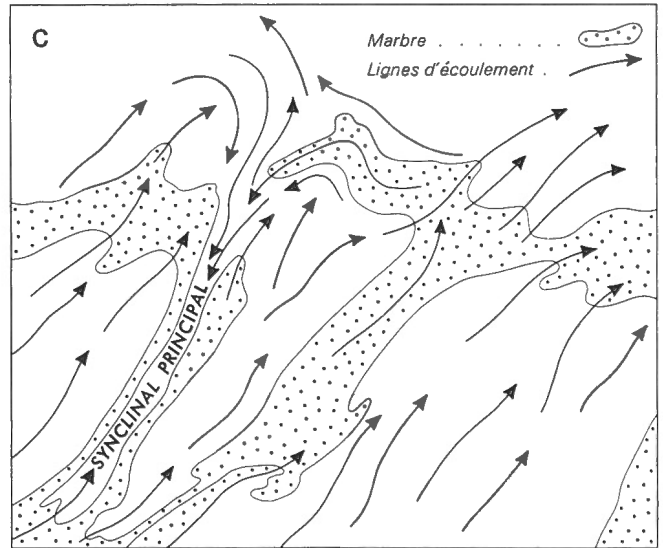 C
Marbre . . . . . . .
Lignes d'écoulement .
SYNCLINAL PRINCIPAL